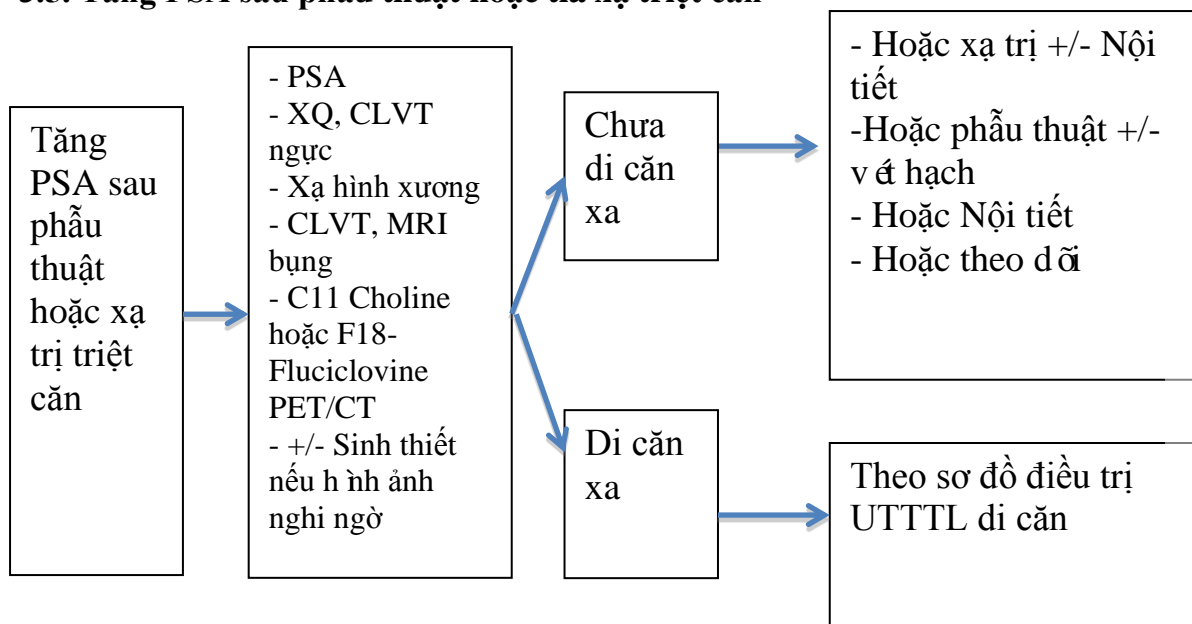 Tăng
PSA sau
phẫu
thuật
hoặc xạ
trị triệt
căn
- PSA
- XQ, CLVT
ngực
- Xạ hình xương
- CLVT, MRI
bụng
- C11 Choline
hoặc F18-
Fluciclovine
PET/CT
- +/- Sinh thiết
nếu hình ảnh
nghi ngờ
Chưa
di căn
xa
- Hoặc xạ trị +/- Nội
tiết
-Hoặc phẫu thuật +/-
vét hạch
- Hoặc Nội tiết
- Hoặc theo dõi
Di căn
xa
Theo sơ đồ điều trị
UTTTL di căn